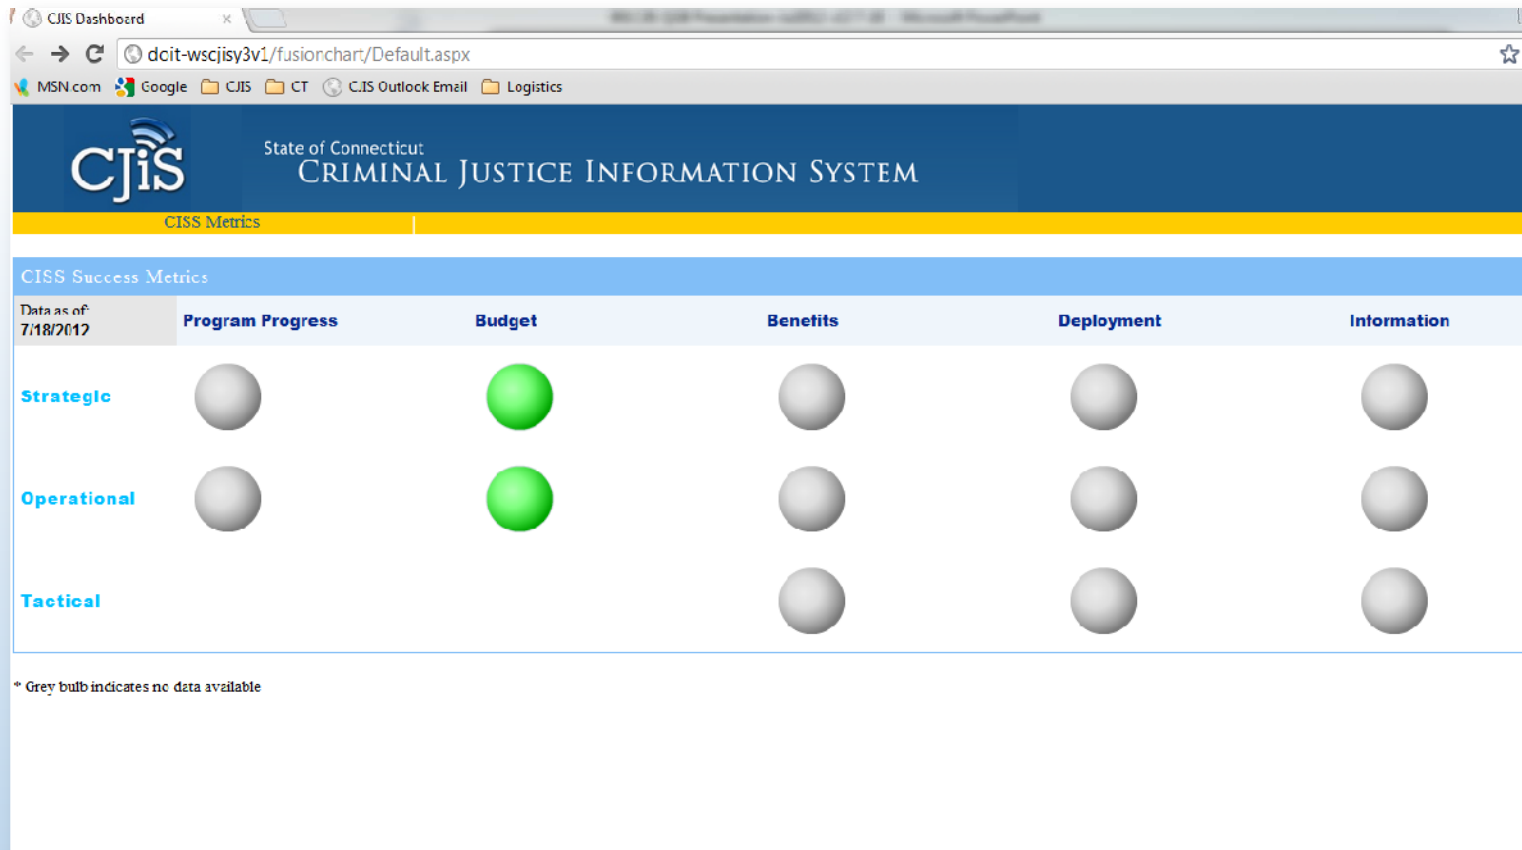 CJIS Dashboard
doit-wscjisy3v1/fusionchart/Default.aspx
MSN.com Google CJIS CT CJIS Outlook Email Logistics
CJiS
State of Connecticut
CRIMINAL JUSTICE INFORMATION SYSTEM
CISS Metrics
CISS Success Metrics
Data as of:
7/18/2012
Program Progress Budget Benefits Deployment Information
Strategic
Operational
Tactical
* Grey bulb indicates no data available